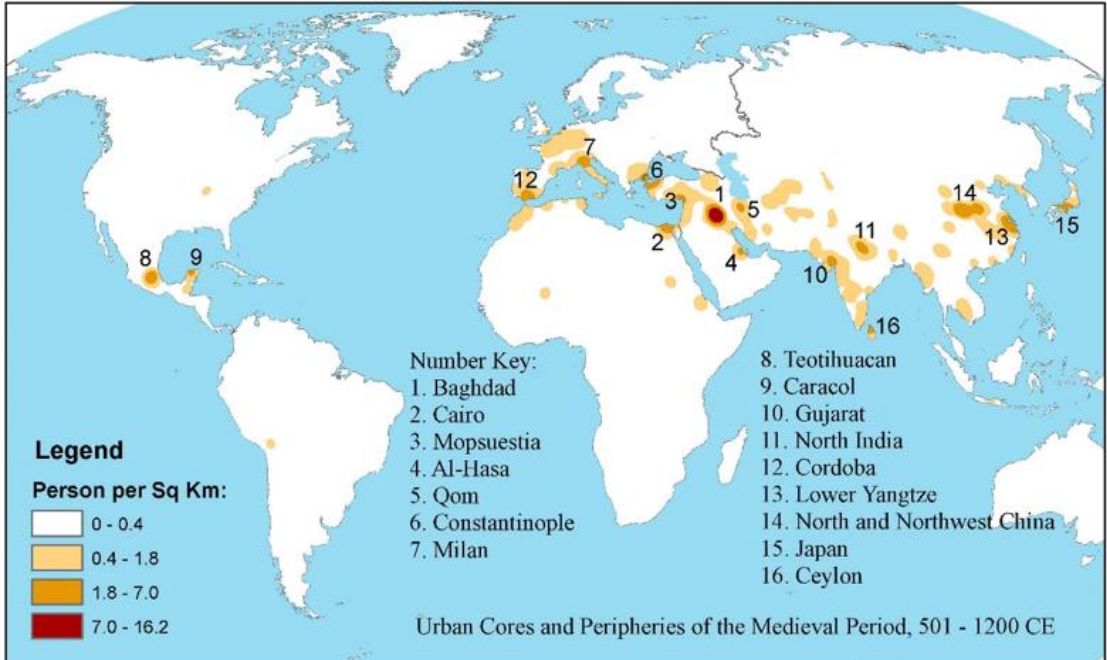 7
12
6
1
3
5
14
8
9
2
11
13
15
4
10
16
Number Key:
1. Baghdad
2. Cairo
3. Mopsuestia
4. Al-Hasa
5. Qom
6. Constantinople
7. Milan
8. Teotihuacan
9. Caracol
10. Gujarat
11. North India
12. Cordoba
13. Lower Yangtze
14. North and Northwest China
15. Japan
16. Ceylon
Legend
Person per Sq Km:
0 - 0.4
0.4 - 1.8
1.8 - 7.0
7.0 - 16.2
Urban Cores and Peripheries of the Medieval Period, 501 - 1200 CE